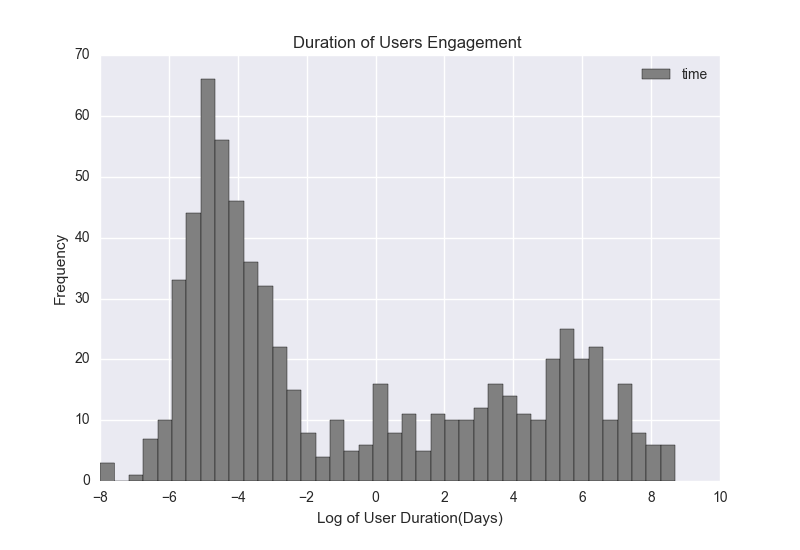 Duration of Users Engagement
time
70
60
50
40
30
20
10
0
Frequency
−8 −6 −4 −2 0 2 4 6 8 10
Log of User Duration(Days)